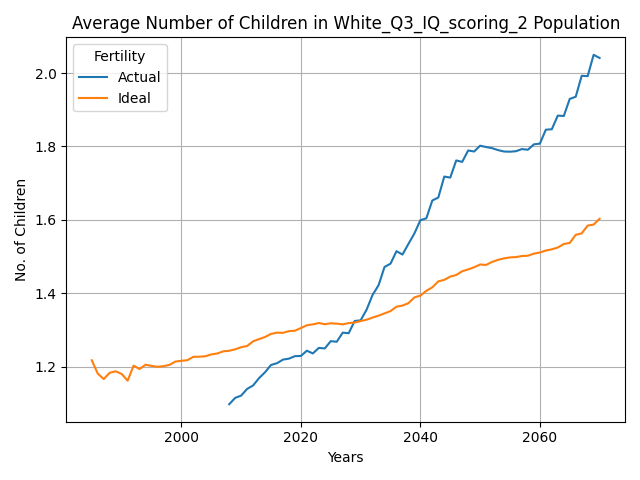 Average Number of Children in White_Q3_IQ_scoring_2 Population
Fertility
Actual
Ideal
No. of Children
2.0
1.8
1.6
1.4
1.2
2000
2020
2040
2060
Years